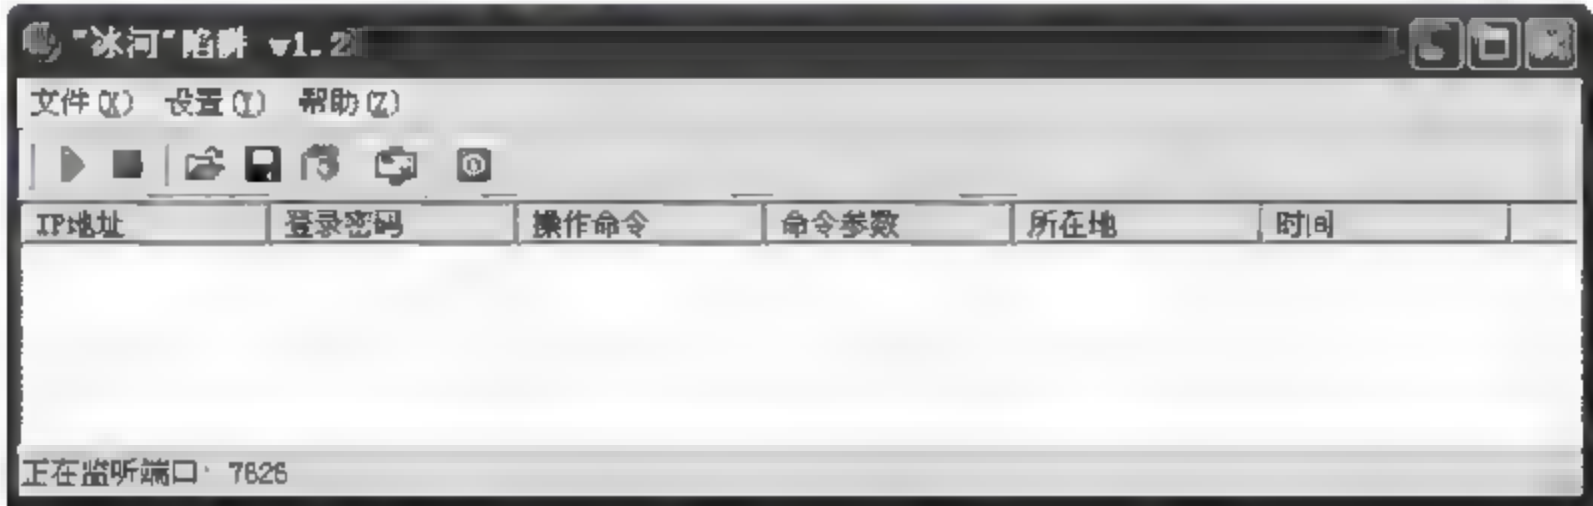 "冰河"陷阱 v1.2
文件(X) 设置(Y) 帮助(Z)
IP地址 登录密码 操作命令 命令参数 所在地 时间
正在监听端口: 7626